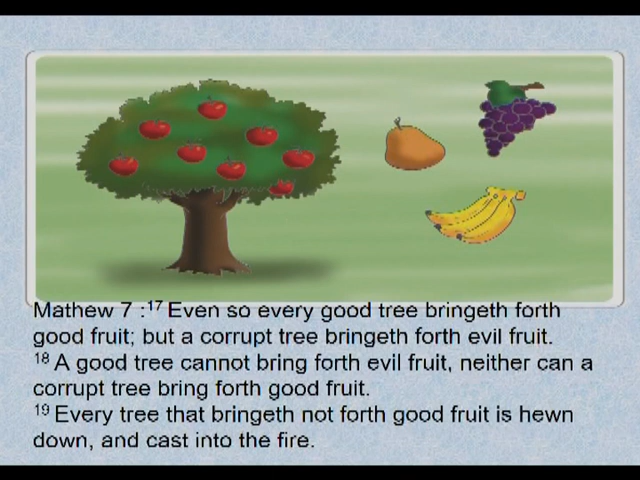 Mathew 7 :17 Even so every good tree bringeth forth
good fruit; but a corrupt tree bringeth forth evil fruit.
18 A good tree cannot bring forth evil fruit, neither can a
corrupt tree bring forth good fruit.
19 Every tree that bringeth not forth good fruit is hewn
down, and cast into the fire.